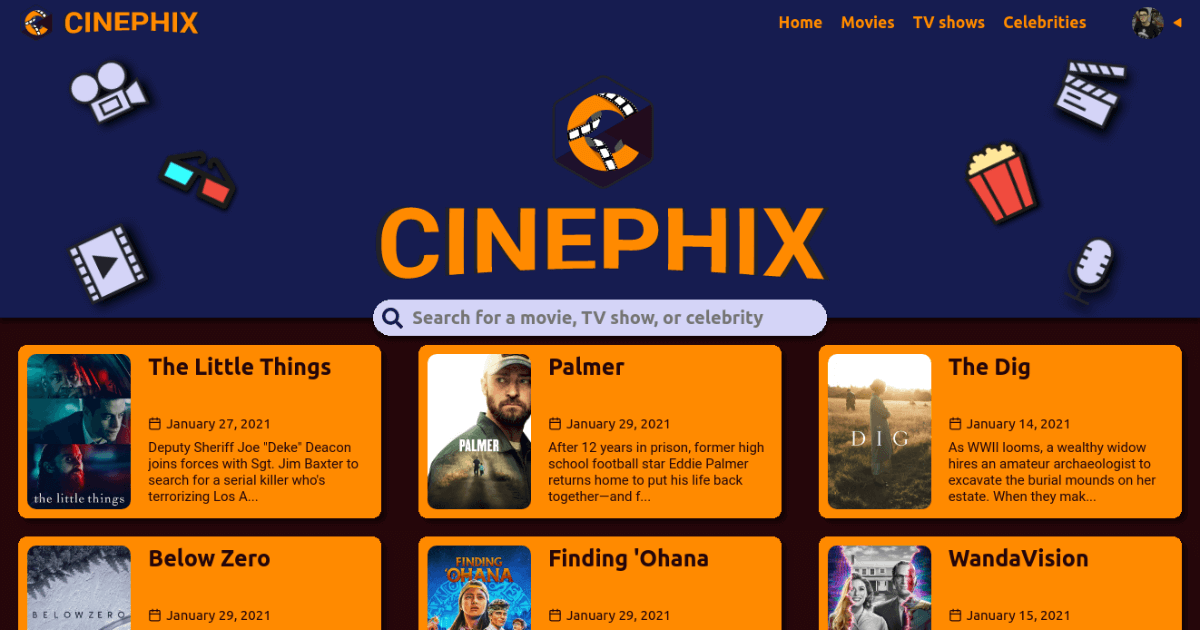 CINEPHIX
Home Movies TV shows Celebrities
CINEPHIX
Search for a movie, TV show, or celebrity
the little things
The Little Things
January 27, 2021
Deputy Sheriff Joe "Deke" Deacon
joins forces with Sgt. Jim Baxter to
search for a serial killer who's
terrorizing Los A...
PALMER
Palmer
January 29, 2021
After 12 years in prison, former high
school football star Eddie Palmer
returns home to put his life back
together—and f...
DIG
The Dig
January 14, 2021
As WWII looms, a wealthy widow
hires an amateur archaeologist to
excavate the burial mounds on her
estate. When they mak...
BELOW ZERO
Below Zero
January 29, 2021
FINDING
'OHANA
Finding 'Ohana
January 29, 2021
WandaVision
January 15, 2021